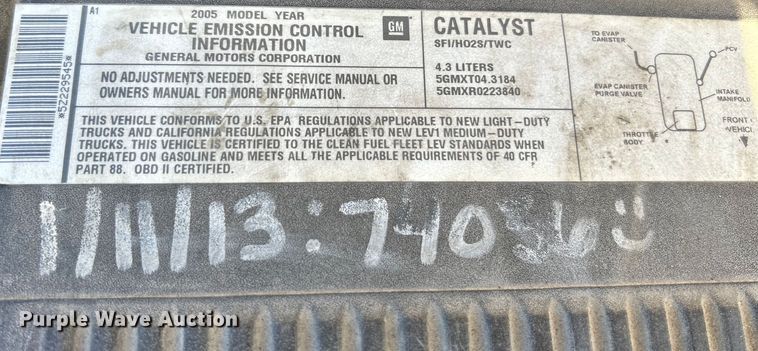 A1
*5Z229545*
2005 MODEL YEAR
VEHICLE EMISSION CONTROL
INFORMATION
GENERAL MOTORS CORPORATION
GM
NO ADJUSTMENTS NEEDED. SEE SERVICE MANUAL OR
OWNERS MANUAL FOR MORE INFORMATION.
CATALYST
SFI/HO2S/TWC
4.3 LITERS
5GMXT04.3184
5GMXR0223840
THIS VEHICLE CONFORMS TO U.S. EPA REGULATIONS APPLICABLE TO NEW LIGHT-DUTY
TRUCKS AND CALIFORNIA REGULATIONS APPLICABLE TO NEW LEV1 MEDIUM-DUTY
TRUCKS. THIS VEHICLE IS CERTIFIED TO THE CLEAN FUEL FLEET LEV STANDARDS WHEN
OPERATED ON GASOLINE AND MEETS ALL THE APPLICABLE REQUIREMENTS OF 40 CFR
PART 88. OBD II CERTIFIED.
TO EVAP
CANISTER
PCV
EVAP CANISTER
PURGE VALVE
INTAKE
MANIFOLD
THROTTLE
BODY
FRONT
VEHICL
1/11/13:74036
Purple Wave Auction